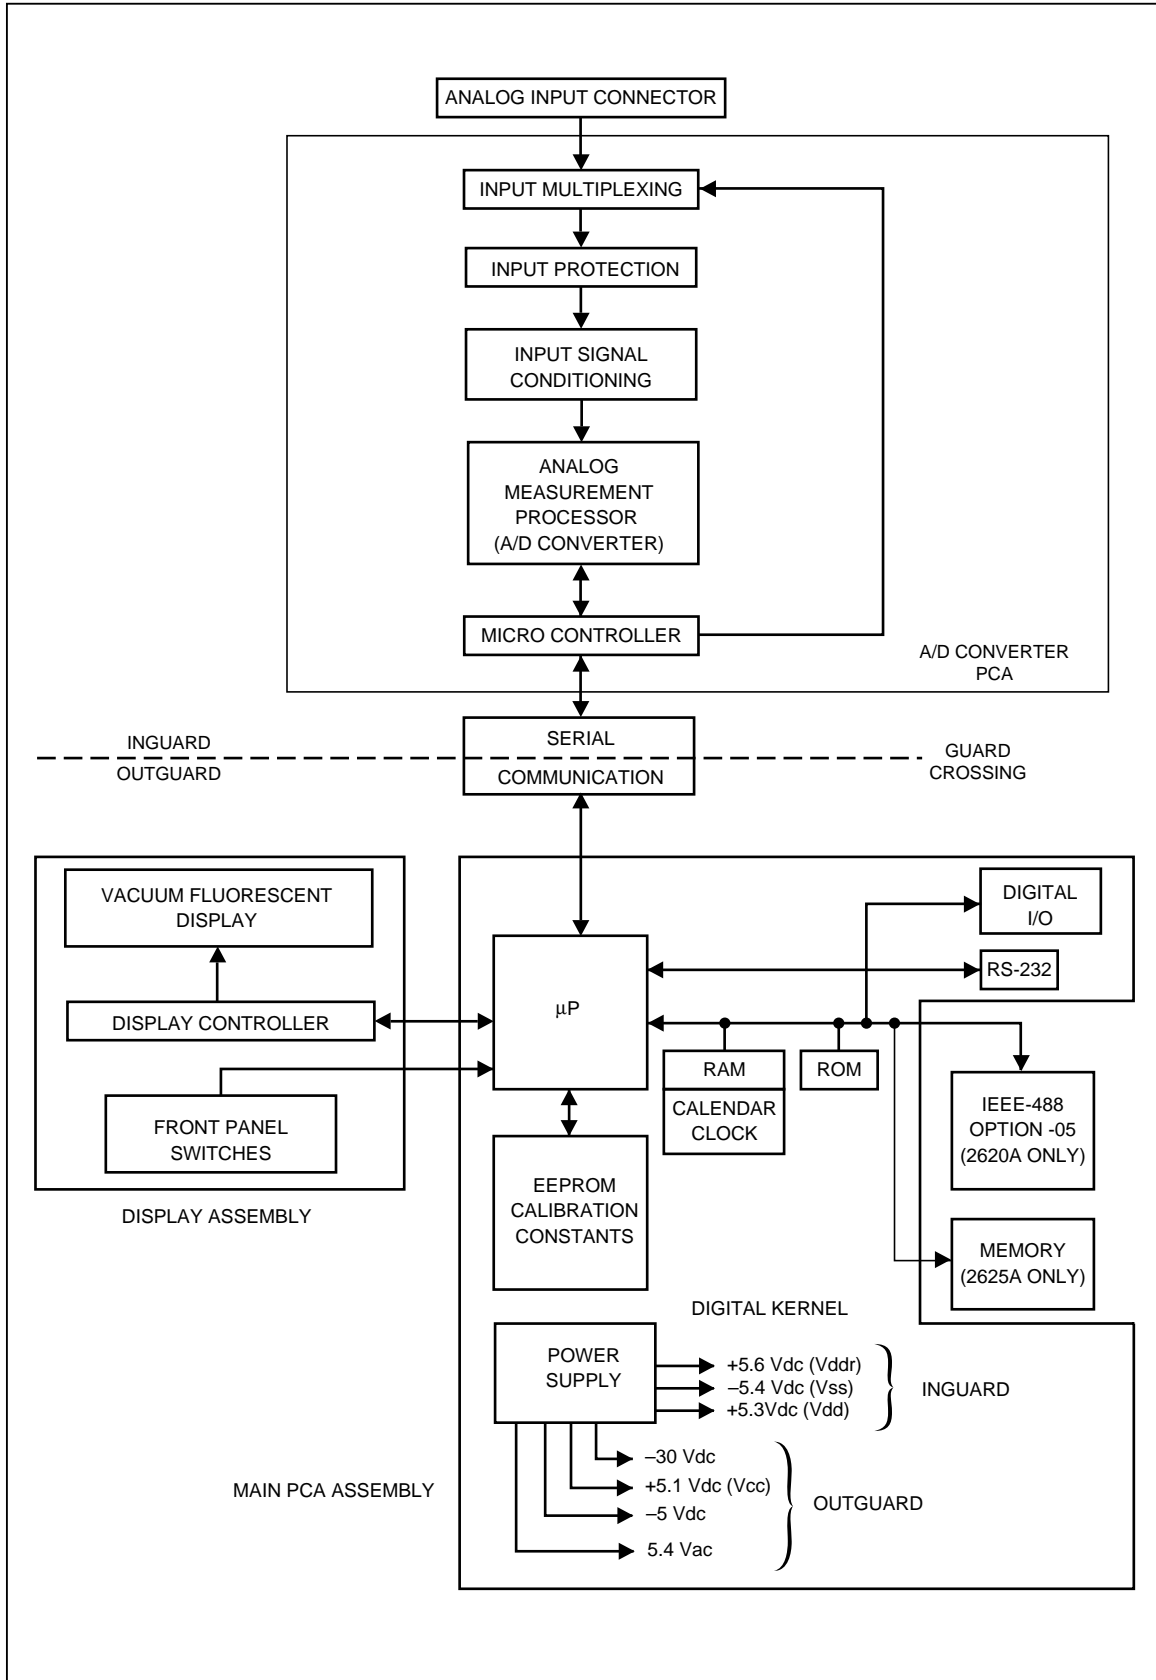 ANALOG INPUT CONNECTOR
INPUT MULTIPLEXING
INPUT PROTECTION
INPUT SIGNAL
CONDITIONING
ANALOG
MEASUREMENT
PROCESSOR
(A/D CONVERTER)
MICRO CONTROLLER
A/D CONVERTER
PCA
INGUARD
OUTGUARD
SERIAL
COMMUNICATION
GUARD
CROSSING
VACUUM FLUORESCENT
DISPLAY
DISPLAY CONTROLLER
FRONT PANEL
SWITCHES
DISPLAY ASSEMBLY
µP
DIGITAL
I/O
RS-232
RAM
CALENDAR
CLOCK
ROM
IEEE-488
OPTION -05
(2620A ONLY)
EEPROM
CALIBRATION
CONSTANTS
MEMORY
(2625A ONLY)
DIGITAL KERNEL
POWER
SUPPLY
+5.6 Vdc (Vddr)
–5.4 Vdc (Vss)
+5.3Vdc (Vdd)
INGUARD
–30 Vdc
+5.1 Vdc (Vcc)
–5 Vdc
5.4 Vac
OUTGUARD
MAIN PCA ASSEMBLY